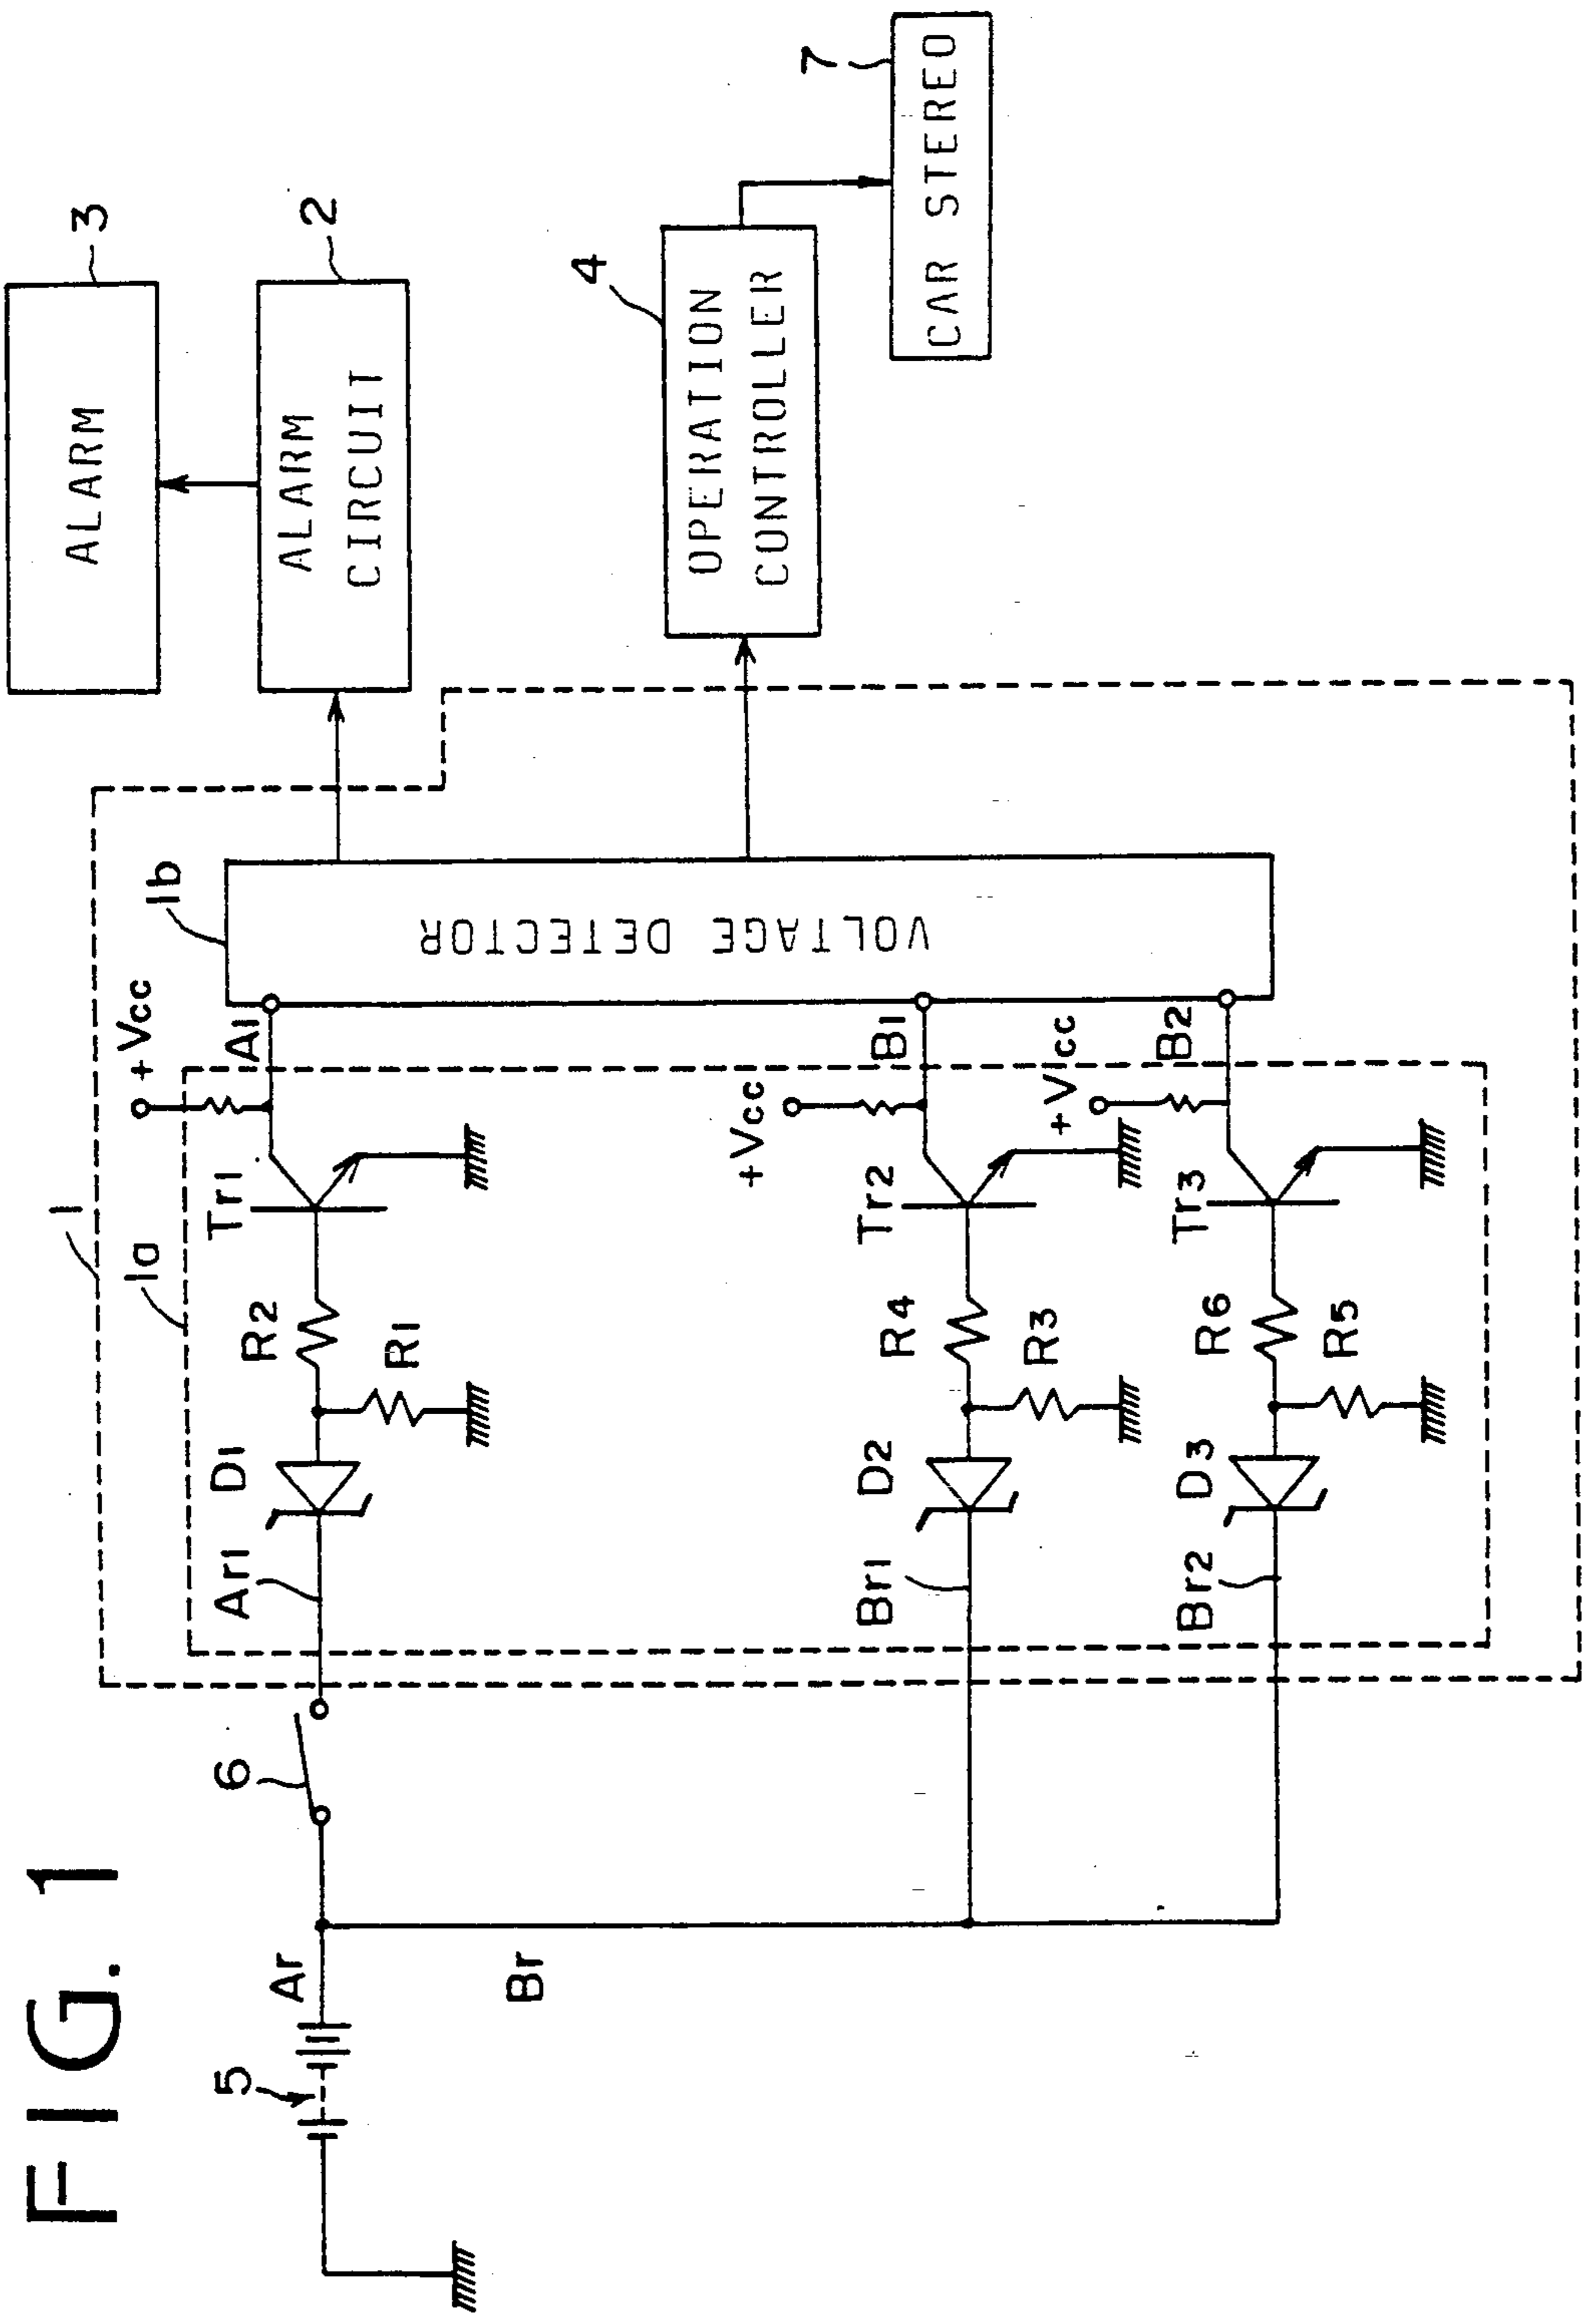 FIG. 1
5
Ar
Br
6
1
1a
Ar1
D1
R2
R1
Tr1
+Vcc
A1
Br1
D2
R4
R3
Tr2
+Vcc
B1
Br2
D3
R6
R5
Tr3
+Vcc
B2
1b
VOLTAGE DETECTOR
3
ALARM
2
ALARM
CIRCUIT
4
OPERATION
CONTROLLER
7
CAR STEREO